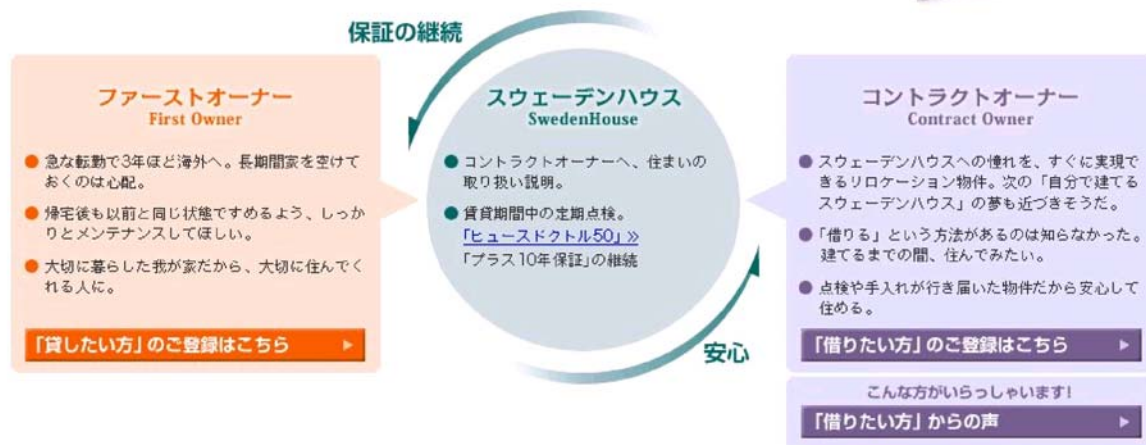 保証の継続
ファーストオーナー
First Owner
● 急な転勤で3年ほど海外へ。長期間家を空けて
おくのは心配。
● 帰宅後も以前と同じ状態ですめるよう、しっか
りとメンテナンスしてほしい。
● 大切に暮らした我が家だから、大切に住んでく
れる人に。
「貸したい方」のご登録はこちら
スウェーデンハウス
SwedenHouse
● コントラクトオーナーへ、住まいの
取り扱い説明。
● 賃貸期間中の定期点検。
「ヒュースドクトル50」≫
「プラス10年保証」の継続
安心
コントラクトオーナー
Contract Owner
● スウェーデンハウスへの憧れを、すぐに実現で
きるリロケーション物件。次の「自分で建てる
スウェーデンハウス」の夢も近づきそうだ。
● 「借りる」という方法があるのは知らなかった。
建てるまでの間、住んでみたい。
● 点検や手入れが行き届いた物件だから安心して
住める。
「借りたい方」のご登録はこちら
こんな方がいらっしゃいます!
「借りたい方」からの声